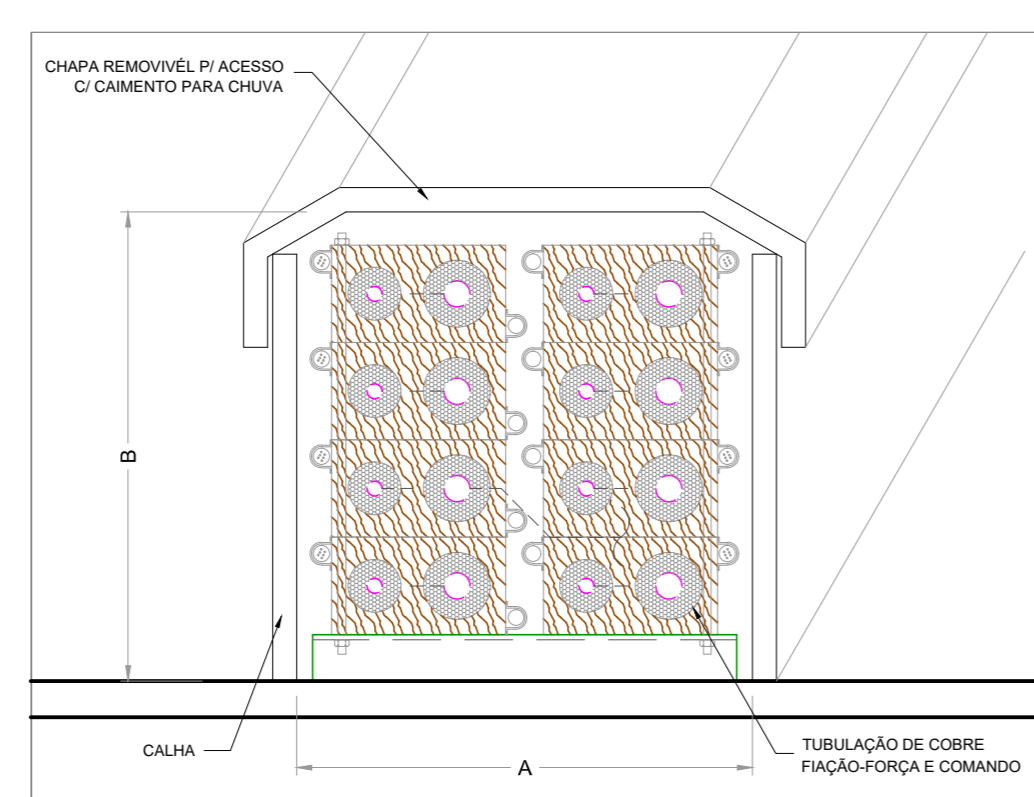 CHAPA REMOVIVÉL P/ ACESSO
C/ CAIMENTO PARA CHUVA
B
CALHA
A
TUBULAÇÃO DE COBRE
FIAÇÃO-FORÇA E COMANDO